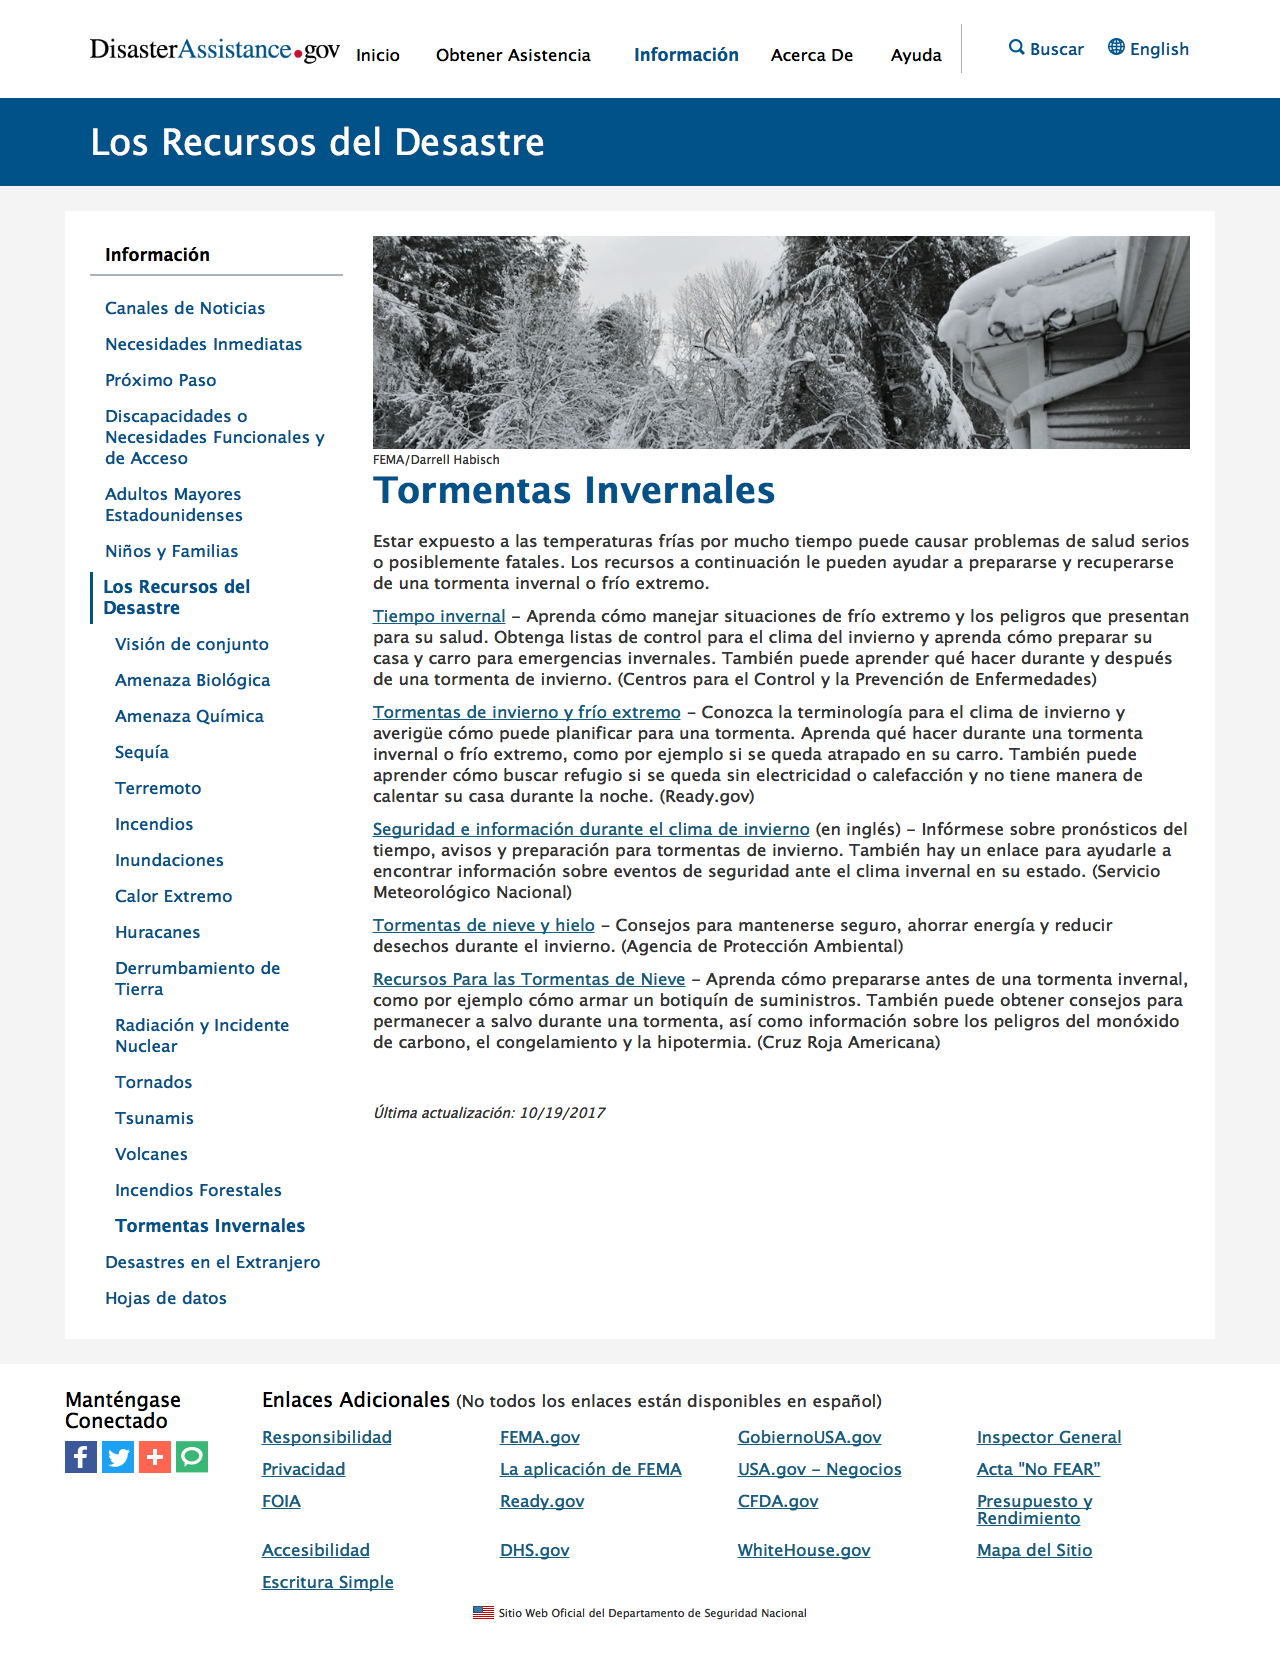 DisasterAssistance.gov
Inicio
Obtener Asistencia
Información
Acerca De
Ayuda
Buscar
English
Los Recursos del Desastre
Información
Canales de Noticias
Necesidades Inmediatas
Próximo Paso
Discapacidades o
Necesidades Funcionales y
de Acceso
Adultos Mayores
Estadounidenses
Niños y Familias
Los Recursos del
Desastre
Visión de conjunto
Amenaza Biológica
Amenaza Química
Sequía
Terremoto
Incendios
Inundaciones
Calor Extremo
Huracanes
Derrumbamiento de
Tierra
Radiación y Incidente
Nuclear
Tornados
Tsunamis
Volcanes
Incendios Forestales
Tormentas Invernales
Desastres en el Extranjero
Hojas de datos
FEMA/Darrell Habisch
Tormentas Invernales
Estar expuesto a las temperaturas frías por mucho tiempo puede causar problemas de salud serios
o posiblemente fatales. Los recursos a continuación le pueden ayudar a prepararse y recuperarse
de una tormenta invernal o frío extremo.
Tiempo invernal – Aprenda cómo manejar situaciones de frío extremo y los peligros que presentan
para su salud. Obtenga listas de control para el clima del invierno y aprenda cómo preparar su
casa y carro para emergencias invernales. También puede aprender qué hacer durante y después
de una tormenta de invierno. (Centros para el Control y la Prevención de Enfermedades)
Tormentas de invierno y frío extremo – Conozca la terminología para el clima de invierno y
averigüe cómo puede planificar para una tormenta. Aprenda qué hacer durante una tormenta
invernal o frío extremo, como por ejemplo si se queda atrapado en su carro. También puede
aprender cómo buscar refugio si se queda sin electricidad o calefacción y no tiene manera de
calentar su casa durante la noche. (Ready.gov)
Seguridad e información durante el clima de invierno (en inglés) – Infórmese sobre pronósticos del
tiempo, avisos y preparación para tormentas de invierno. También hay un enlace para ayudarle a
encontrar información sobre eventos de seguridad ante el clima invernal en su estado. (Servicio
Meteorológico Nacional)
Tormentas de nieve y hielo – Consejos para mantenerse seguro, ahorrar energía y reducir
desechos durante el invierno. (Agencia de Protección Ambiental)
Recursos Para las Tormentas de Nieve – Aprenda cómo prepararse antes de una tormenta invernal,
como por ejemplo cómo armar un botiquín de suministros. También puede obtener consejos para
permanecer a salvo durante una tormenta, así como información sobre los peligros del monóxido
de carbono, el congelamiento y la hipotermia. (Cruz Roja Americana)
Última actualización: 10/19/2017
Manténgase
Conectado
Enlaces Adicionales (No todos los enlaces están disponibles en español)
Responsibilidad
FEMA.gov
GobiernoUSA.gov
Inspector General
Privacidad
La aplicación de FEMA
USA.gov – Negocios
Acta "No FEAR”
FOIA
Ready.gov
CFDA.gov
Presupuesto y
Rendimiento
Accesibilidad
DHS.gov
WhiteHouse.gov
Mapa del Sitio
Escritura Simple
Sitio Web Oficial del Departamento de Seguridad Nacional